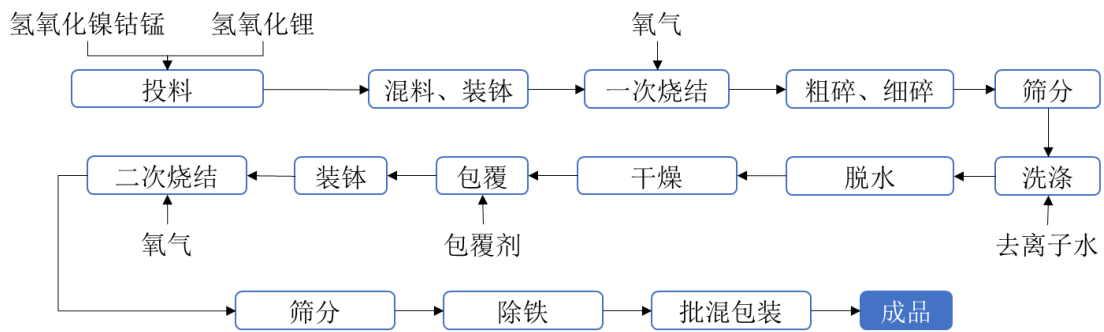 氢氧化镍钴锰
氢氧化锂
氧气
投料
混料、装钵
一次烧结
粗碎、细碎
筛分
二次烧结
装钵
包覆
干燥
脱水
洗涤
氧气
包覆剂
去离子水
筛分
除铁
批混包装
成品